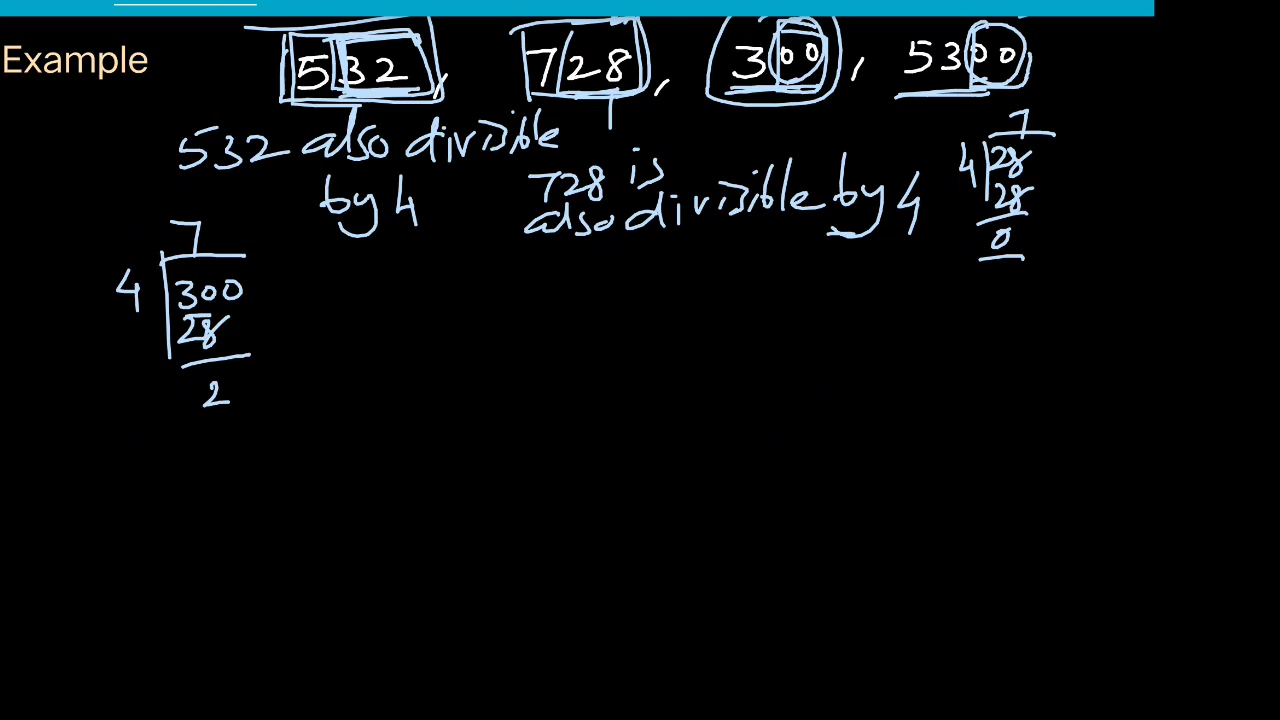 Example 532, 728, 300, 5300
532 also divisible
by 4
728 is
also divisible by 4
7
4 28
28
0
7
4 300
28
2